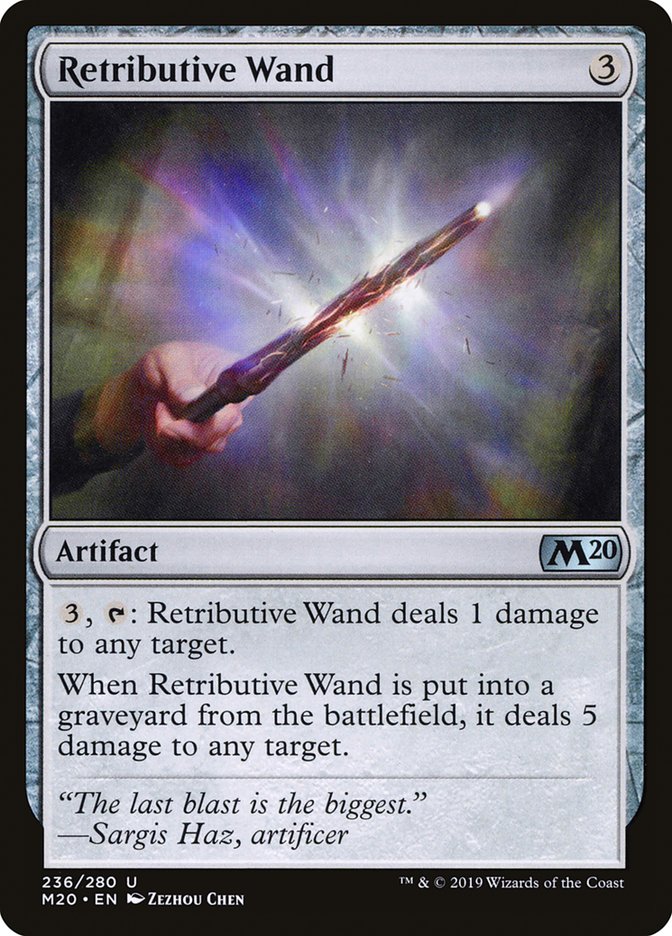 Retributive Wand 3
Artifact M20
3, : Retributive Wand deals 1 damage
to any target.
When Retributive Wand is put into a
graveyard from the battlefield, it deals 5
damage to any target.
“The last blast is the biggest.”
—Sargis Haz, artificer
236/280 U
M20 • EN Zezhou Chen
™ & © 2019 Wizards of the Coast